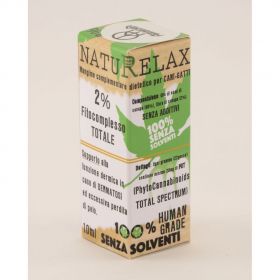 NATURELAX
Mangime complementare dietetico per CANI-GATTI
2%
Fitocomplesso
TOTALE
Supporto alla
funzione dermica in
caso di DERMATOSI
ed eccessiva perdita
di pelo.
10ml
SENZA ADDITIVI
100%
SENZA
SOLVENTI
(PhytoCannabinoids
TOTAL SPECTRUM)
100% HUMAN
GRADE
SENZA SOLVENTI